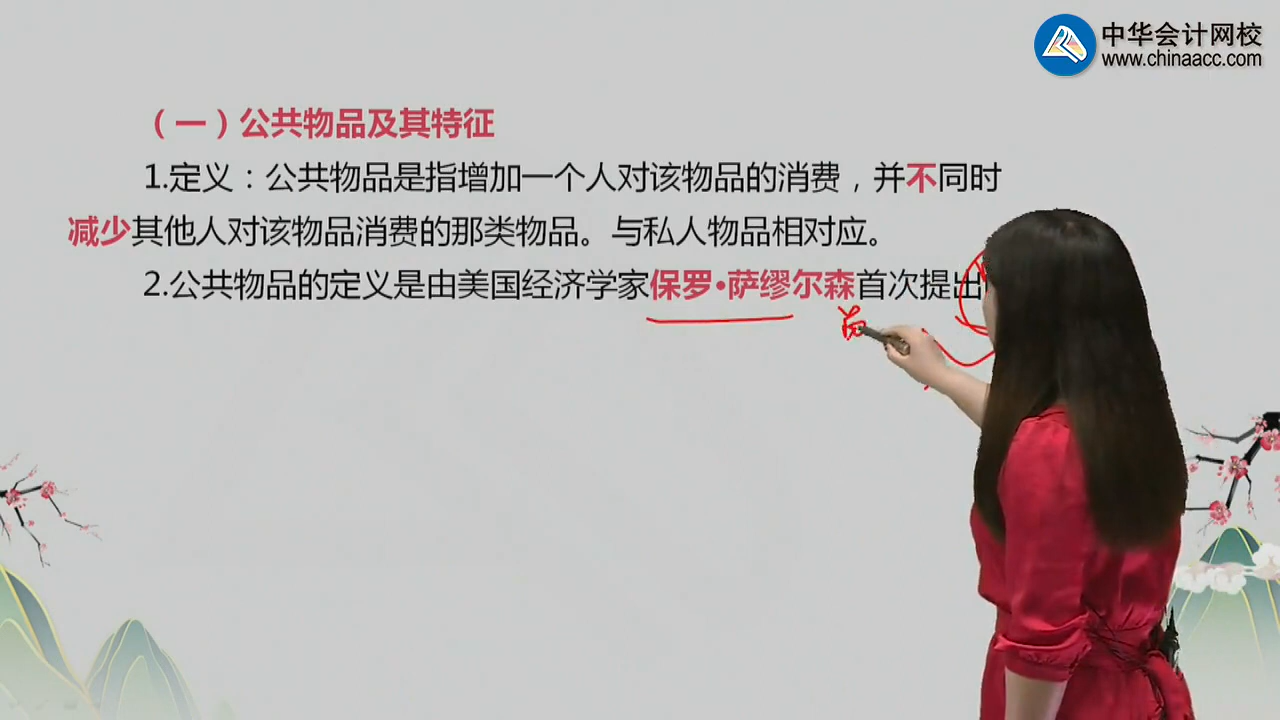 中华会计网校
www.chinaacc.com
（一）公共物品及其特征
1.定义：公共物品是指增加一个人对该物品的消费，并不同时
减少其他人对该物品消费的那类物品。与私人物品相对应。
2.公共物品的定义是由美国经济学家保罗·萨缪尔森首次提出